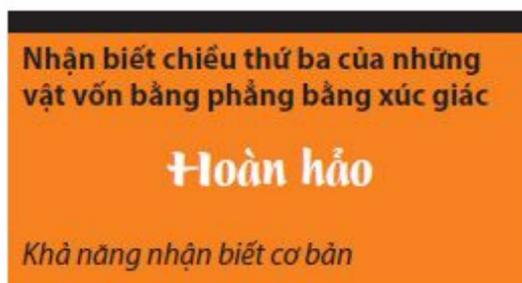 Nhận biết chiều thứ ba của những
vật vốn bằng phẳng bằng xúc giác
Hoàn hảo
Khả năng nhận biết cơ bản